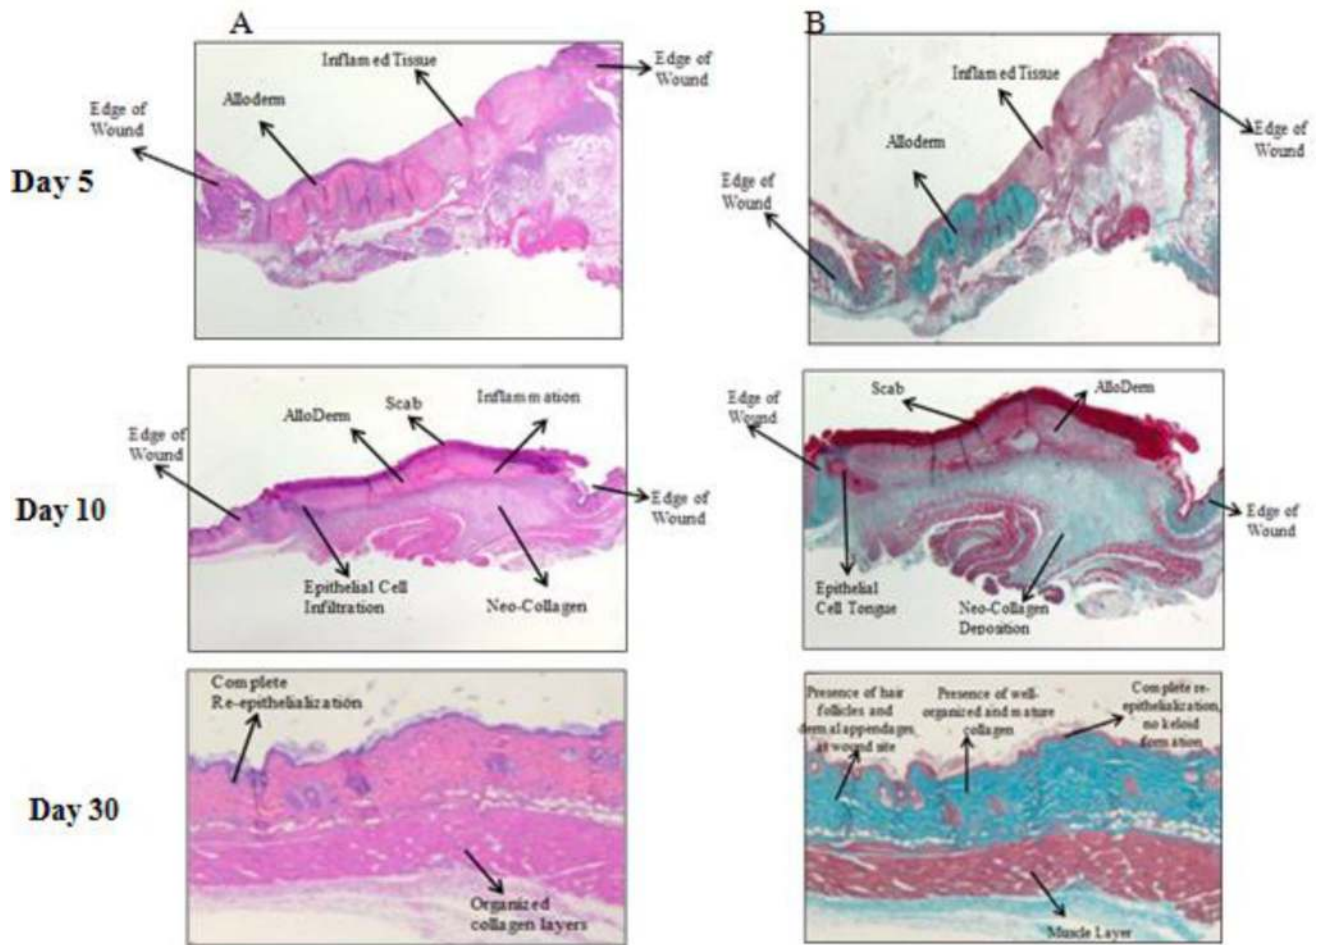 A
B
Day 5
Edge of
Wound
Alloderm
Inflamed Tissue
Edge of
Wound
Inflamed Tissue
Alloderm
Edge of
Wound
Edge of
Wound
Day 10
Edge of
Wound
AlloDerm
Scab
Inflammation
Edge of
Wound
Epithelial Cell
Infiltration
Neo-Collagen
Edge of
Wound
Scab
AlloDerm
Edge of
Wound
Epithelial
Cell Tongue
Neo-Collagen
Deposition
Day 30
Complete
Re-epithelialization
Organized
collagen layers
Presence of hair
follicles and
dermal appendages
at wound site
Presence of well-
organized and mature
collagen
Complete re-
epithelialization,
no keloid
formation
Muscle Layer